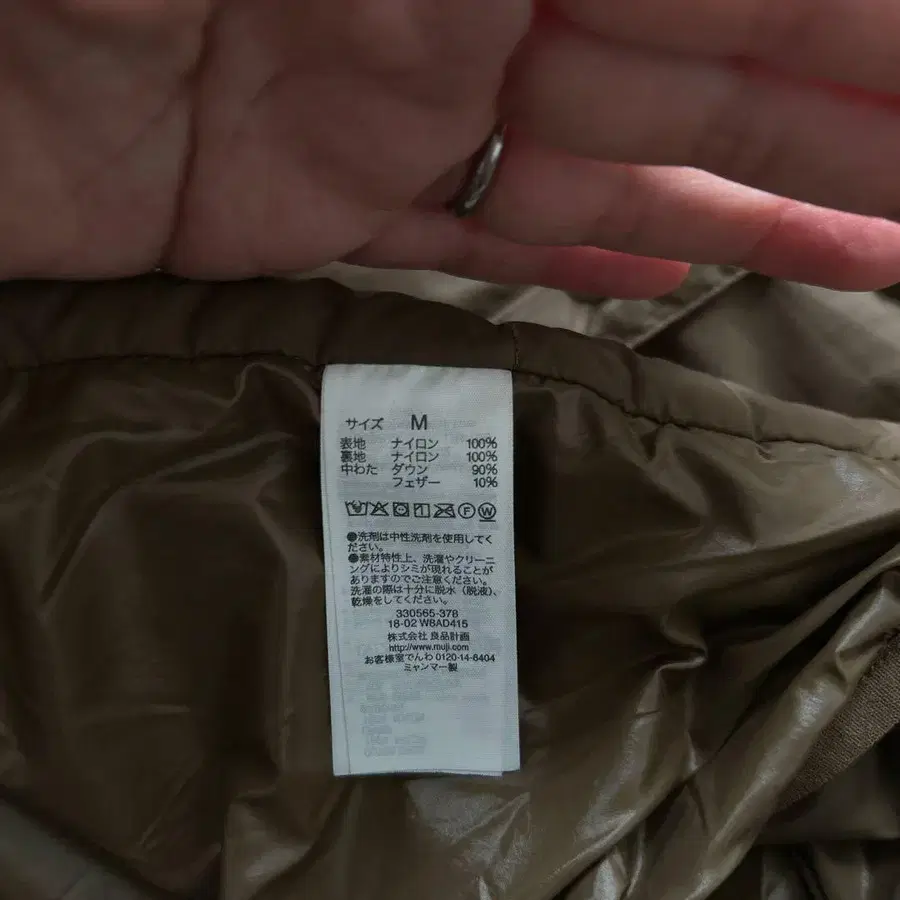 サイズ M
表地 ナイロン 100%
裏地 ナイロン 100%
中わた ダウン 90%
フェザー 10%
●洗剤は中性洗剤を使用してく
ださい。
●素材特性上、洗濯やクリーニ
ングによりシミが現れることが
ありますのでご注意ください。
洗濯の際は十分に脱水（脱液）、
乾燥をしてください。
330565-378
18-02 W8AD415
株式会社 良品計画
http://www.muji.com
お客様室でんわ 0120-14-6404
ミャンマー製